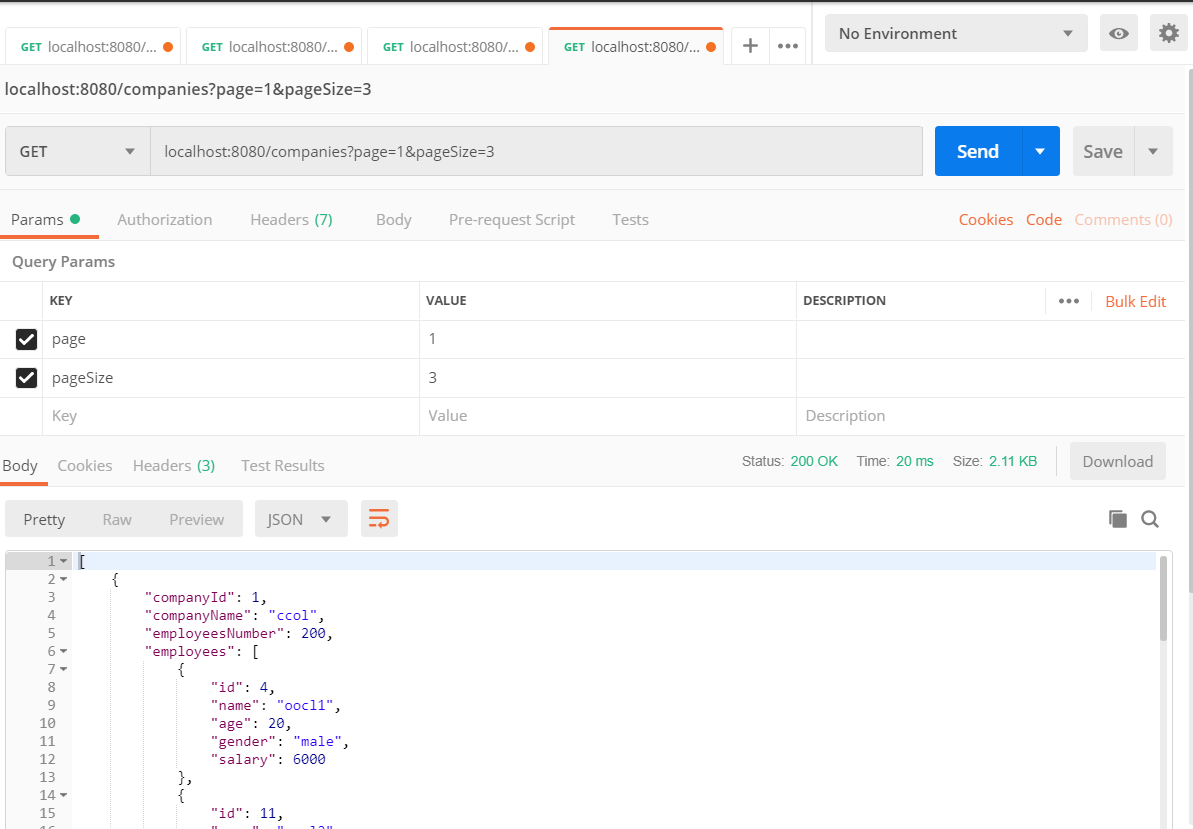 GET localhost:8080/... GET localhost:8080/... GET localhost:8080/... GET localhost:8080/... + ••• No Environment
localhost:8080/companies?page=1&pageSize=3
GET localhost:8080/companies?page=1&pageSize=3 Send Save
Params Authorization Headers (7) Body Pre-request Script Tests Cookies Code Comments (0)
Query Params
KEY VALUE DESCRIPTION ••• Bulk Edit
page 1
pageSize 3
Key Value Description
Body Cookies Headers (3) Test Results Status: 200 OK Time: 20 ms Size: 2.11 KB Download
Pretty Raw Preview JSON
1 [
2 {
3 "companyId": 1,
4 "companyName": "ccol",
5 "employeesNumber": 200,
6 "employees": [
7 {
8 "id": 4,
9 "name": "oocl1",
10 "age": 20,
11 "gender": "male",
12 "salary": 6000
13 },
14 {
15 "id": 11,